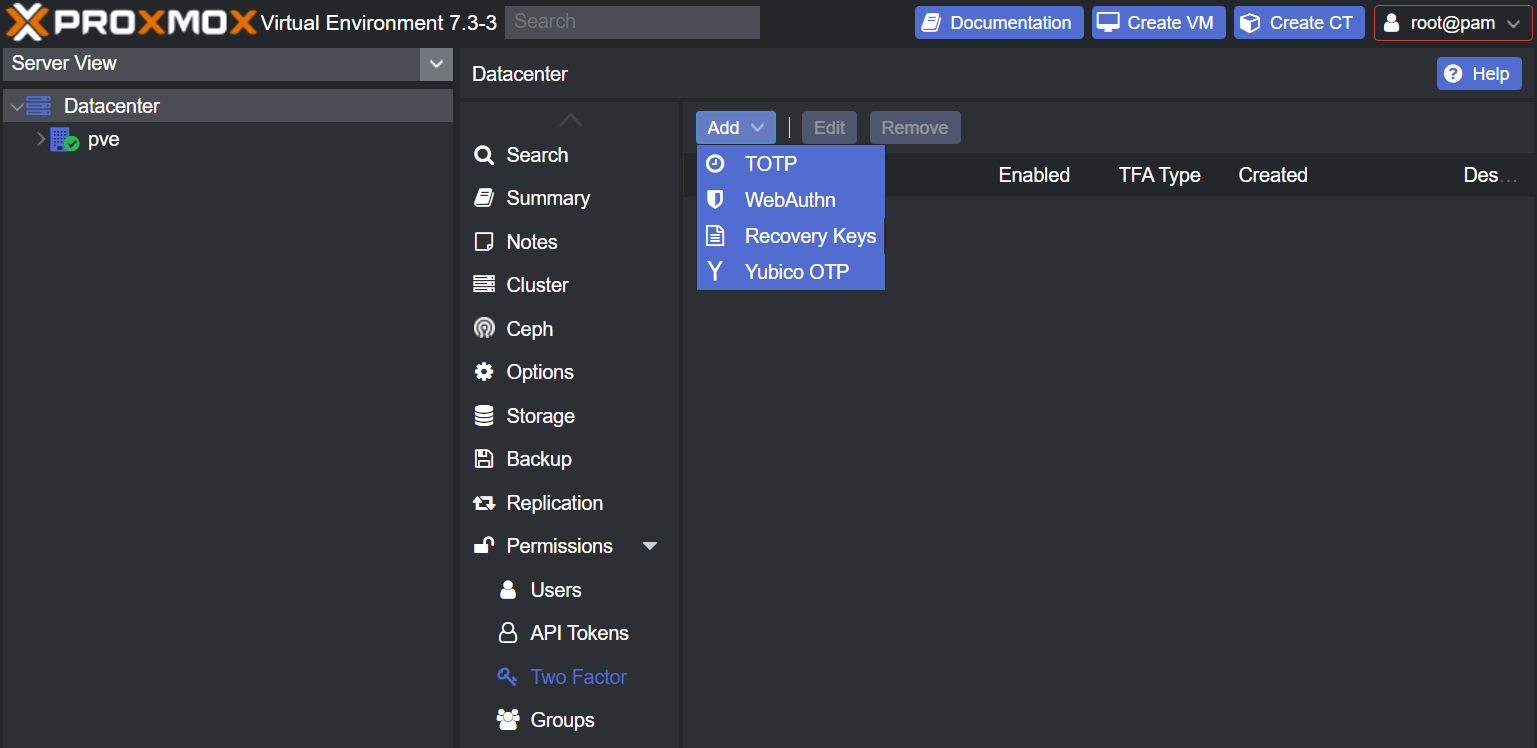 PROXMOX Virtual Environment 7.3-3 Search Documentation Create VM Create CT root@pam
Server View
Datacenter
pve
Datacenter Help
Search
Summary
Notes
Cluster
Ceph
Options
Storage
Backup
Replication
Permissions
Users
API Tokens
Two Factor
Groups
Add Edit Remove
TOTP
WebAuthn
Recovery Keys
Yubico OTP
Enabled TFA Type Created Des...